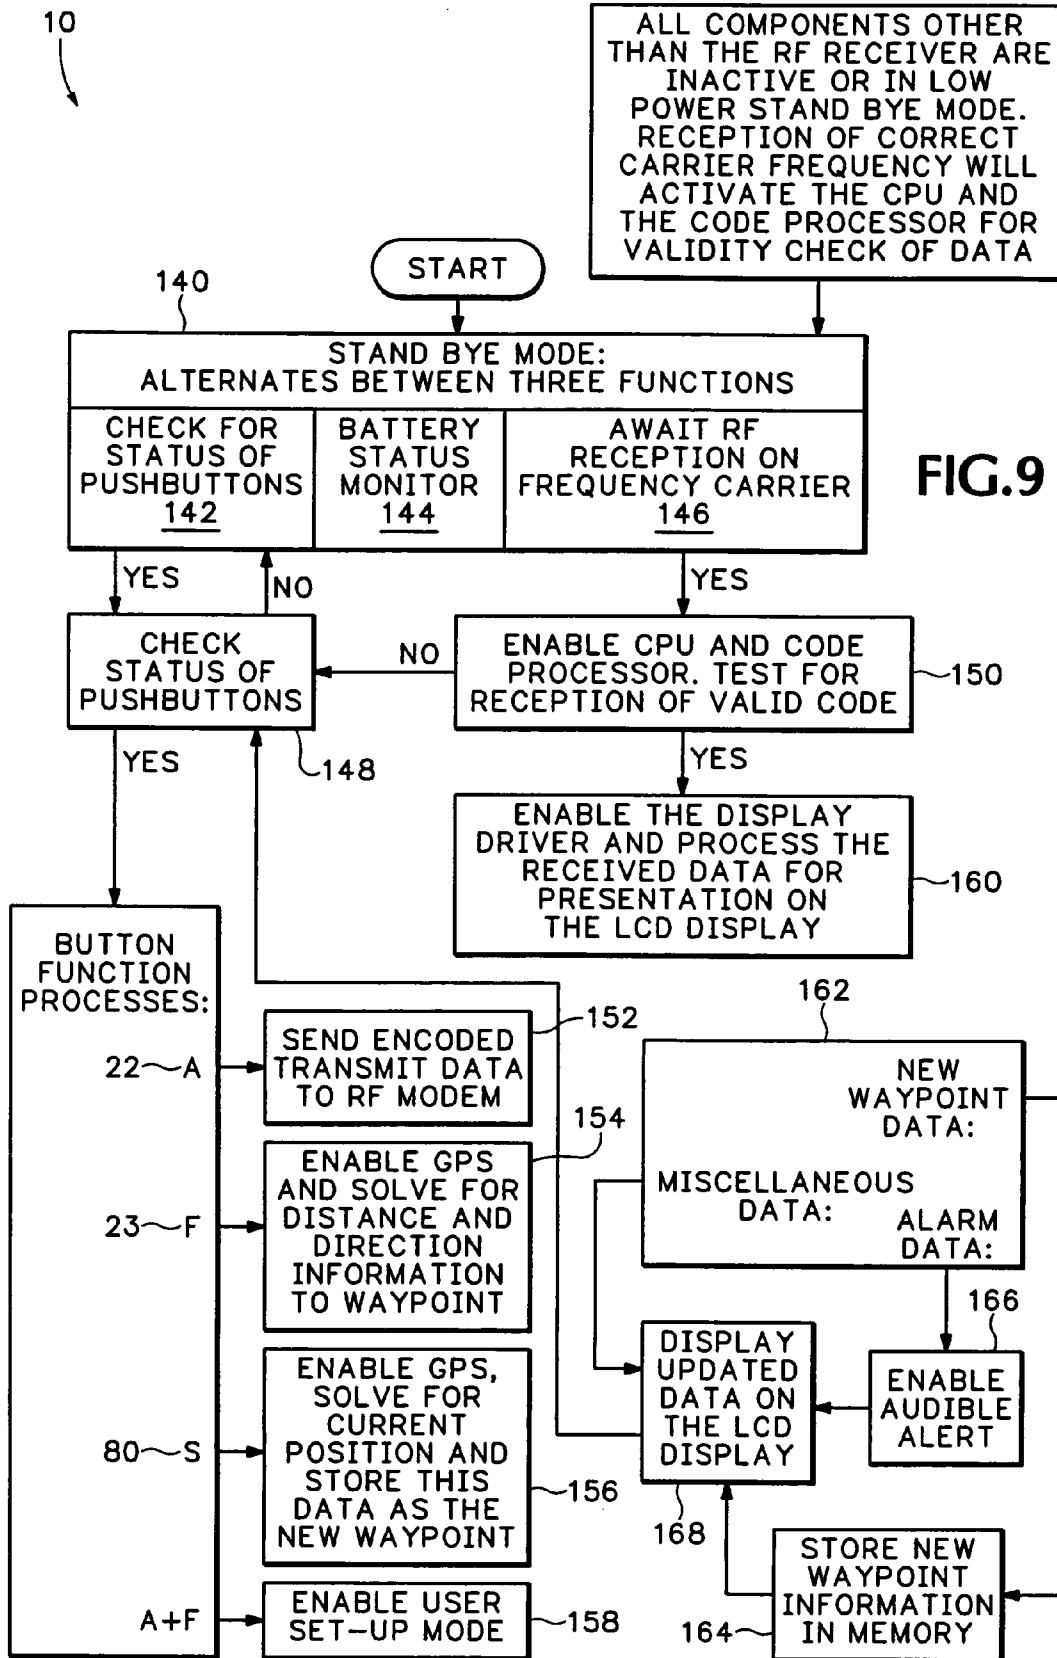 10
ALL COMPONENTS OTHER
THAN THE RF RECEIVER ARE
INACTIVE OR IN LOW
POWER STAND BYE MODE.
RECEPTION OF CORRECT
CARRIER FREQUENCY WILL
ACTIVATE THE CPU AND
THE CODE PROCESSOR FOR
VALIDITY CHECK OF DATA
START
140
STAND BYE MODE:
ALTERNATES BETWEEN THREE FUNCTIONS
CHECK FOR
STATUS OF
PUSHBUTTONS
142
BATTERY
STATUS
MONITOR
144
AWAIT RF
RECEPTION ON
FREQUENCY CARRIER
146
FIG.9
YES
NO
YES
CHECK
STATUS OF
PUSHBUTTONS
148
NO
ENABLE CPU AND CODE
PROCESSOR. TEST FOR
RECEPTION OF VALID CODE
150
YES
YES
ENABLE THE DISPLAY
DRIVER AND PROCESS THE
RECEIVED DATA FOR
PRESENTATION ON
THE LCD DISPLAY
160
BUTTON
FUNCTION
PROCESSES:
22 A
SEND ENCODED
TRANSMIT DATA
TO RF MODEM
152
23 F
ENABLE GPS
AND SOLVE FOR
DISTANCE AND
DIRECTION
INFORMATION
TO WAYPOINT
154
80 S
ENABLE GPS,
SOLVE FOR
CURRENT
POSITION AND
STORE THIS
DATA AS THE
NEW WAYPOINT
156
A+F
ENABLE USER
SET-UP MODE
158
162
NEW
WAYPOINT
DATA:
MISCELLANEOUS
DATA:
ALARM
DATA:
166
ENABLE
AUDIBLE
ALERT
DISPLAY
UPDATED
DATA ON
THE LCD
DISPLAY
168
STORE NEW
WAYPOINT
INFORMATION
IN MEMORY
164